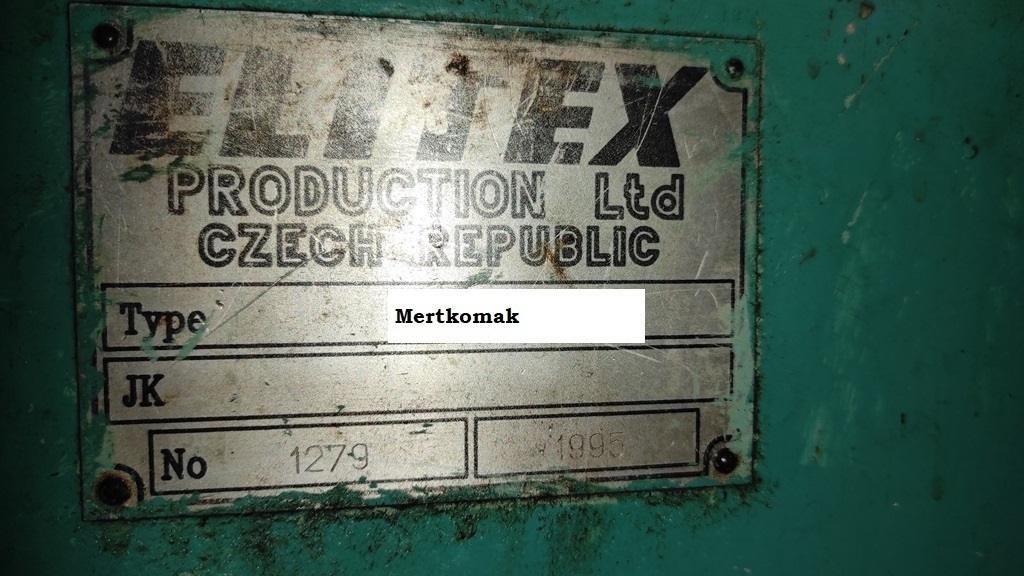 ELITEX
PRODUCTION Ltd
CZECH REPUBLIC
Type Mertkomak
JK
No 1279 1995